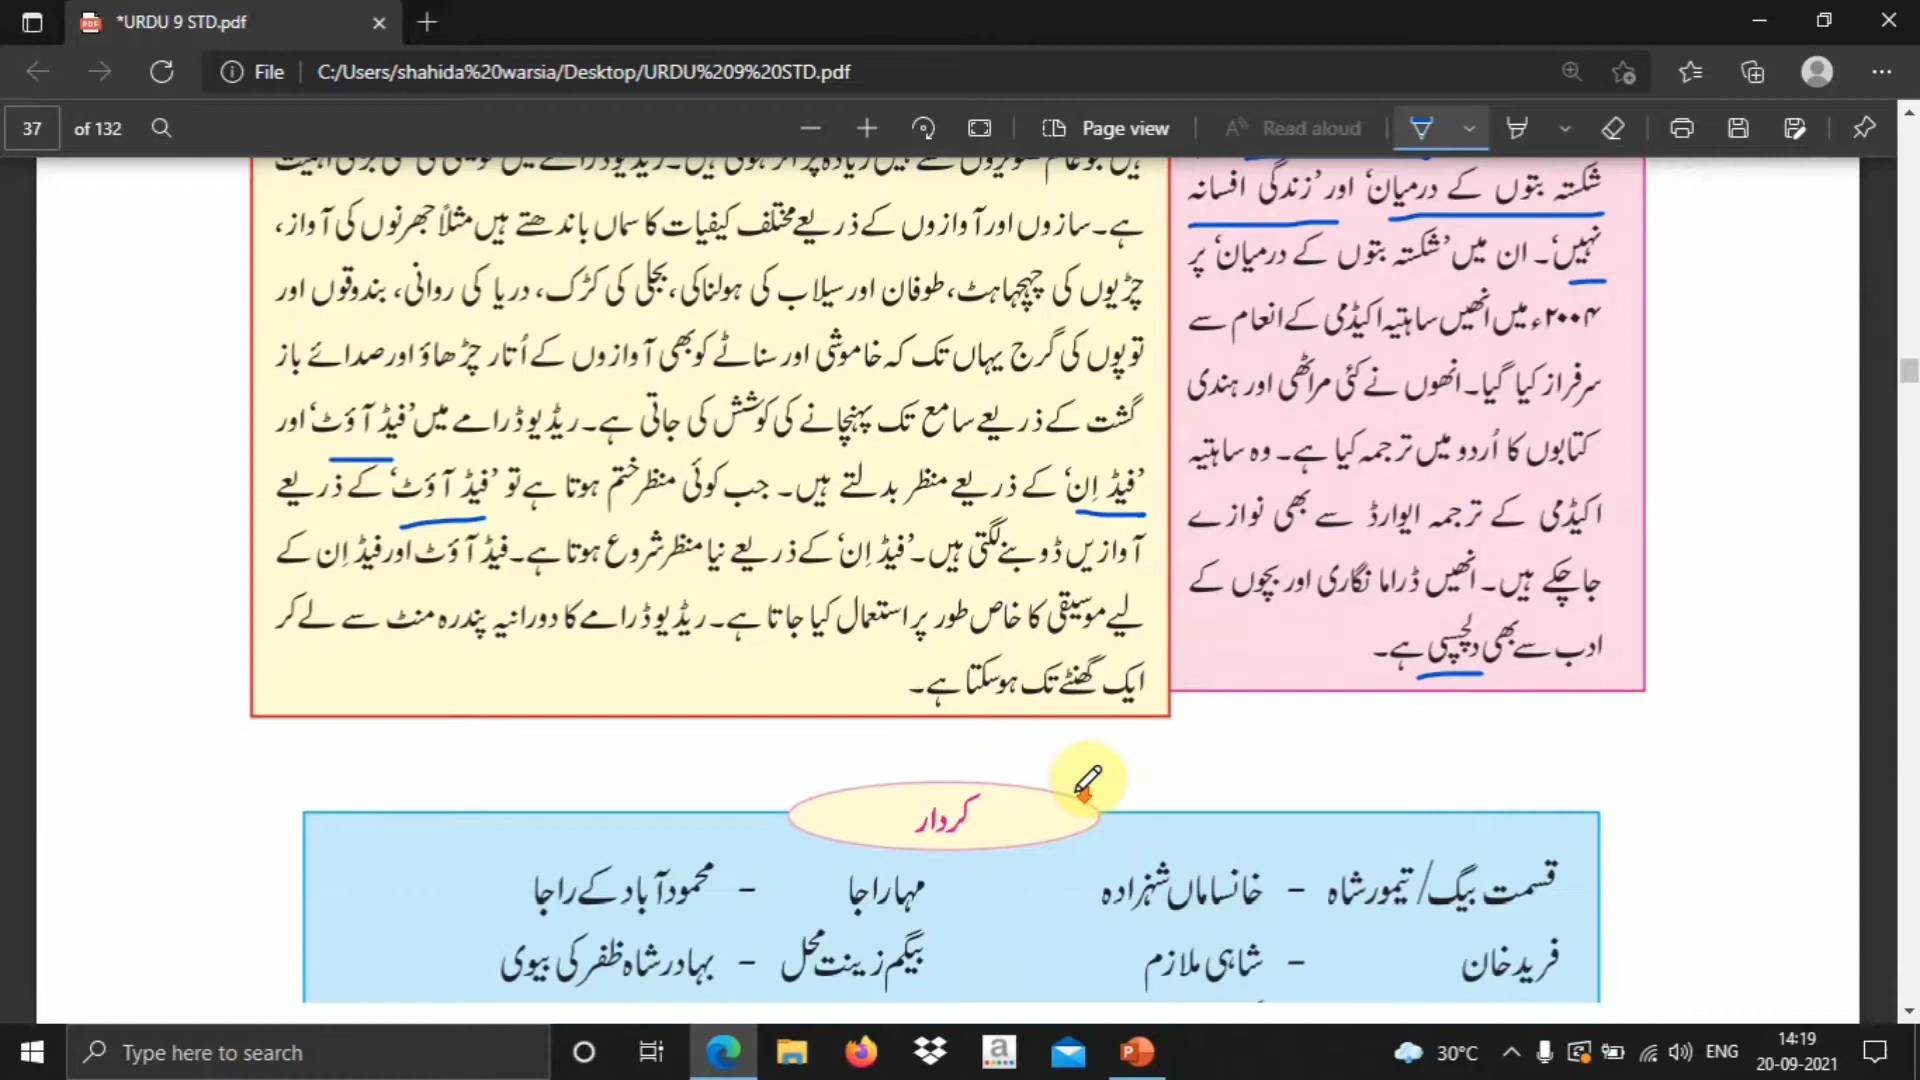 *URDU 9 STD.pdf
File
C:/Users/shahida%20warsia/Desktop/URDU%209%20STD.pdf
37 of 132
Page view
Read aloud
شکستہ بتوں کے درمیان‘ اور ’زندگی افسانہ
نہیں‘۔ ان میں ’شکستہ بتوں کے درمیان‘ پر
۲۰۰۴ء میں انھیں ساہتیہ اکیڈمی کے انعام سے
سرفراز کیا گیا۔ انھوں نے کئی مراٹھی اور ہندی
کتابوں کا اُردو میں ترجمہ کیا ہے۔ وہ ساہتیہ
اکیڈمی کے ترجمہ ایوارڈ سے بھی نوازے
جاچکے ہیں۔ انھیں ڈراما نگاری اور بچوں کے
ادب سے بھی دلچسپی ہے۔
ہے۔ سازوں اور آوازوں کے ذریعے مختلف کیفیات کا سماں باندھتے ہیں مثلاً جھرنوں کی آواز،
چڑیوں کی چہچہاہٹ، طوفان اور سیلاب کی ہولناکی، بجلی کی کڑک، دریا کی روانی، بندوقوں اور
توپوں کی گرج یہاں تک کہ خاموشی اور سناٹے کو بھی آوازوں کے اُتار چڑھاؤ اور صدائے باز
گشت کے ذریعے سامع تک پہنچانے کی کوشش کی جاتی ہے۔ ریڈیو ڈرامے میں ’فیڈ آؤٹ‘ اور
’فیڈ اِن‘ کے ذریعے منظر بدلتے ہیں۔ جب کوئی منظر ختم ہوتا ہے تو ’فیڈ آؤٹ‘ کے ذریعے
آوازیں ڈوبنے لگتی ہیں۔ ’فیڈ اِن‘ کے ذریعے نیا منظر شروع ہوتا ہے۔ فیڈ آؤٹ اور فیڈ اِن کے
لیے موسیقی کا خاص طور پر استعمال کیا جاتا ہے۔ ریڈیو ڈرامے کا دورانیہ پندرہ منٹ سے لے کر
ایک گھنٹے تک ہوسکتا ہے۔
کردار
قسمت بیگ/تیمور شاہ - خانساماں شہزادہ
مہاراجا - محمود آباد کے راجا
فرید خان - شاہی ملازم
بیگم زینت محل - بہادر شاہ ظفر کی بیوی
Type here to search
30°C
ENG
14:19
20-09-2021